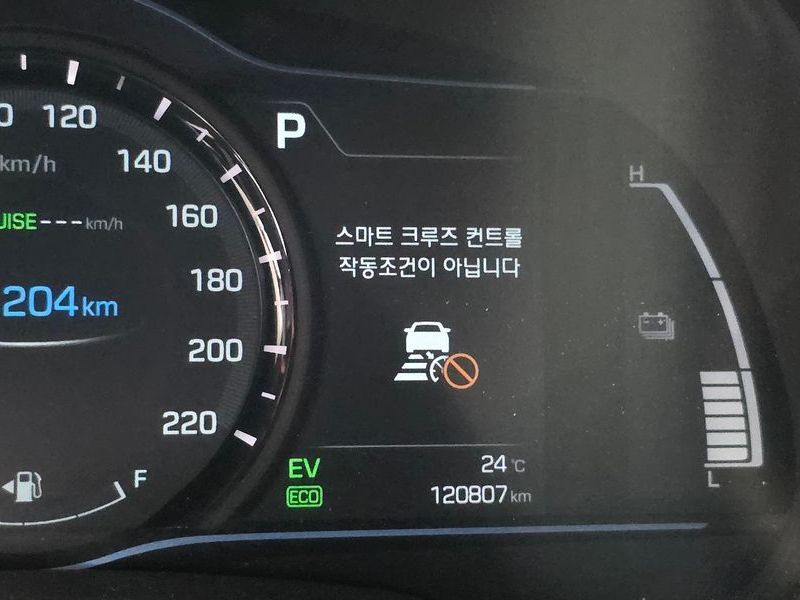 120
140
160
180
200
220
km/h
UISE---km/h
204km
F
P
스마트 크루즈 컨트롤
작동조건이 아닙니다
EV
ECO
24°C
120807km
H
L